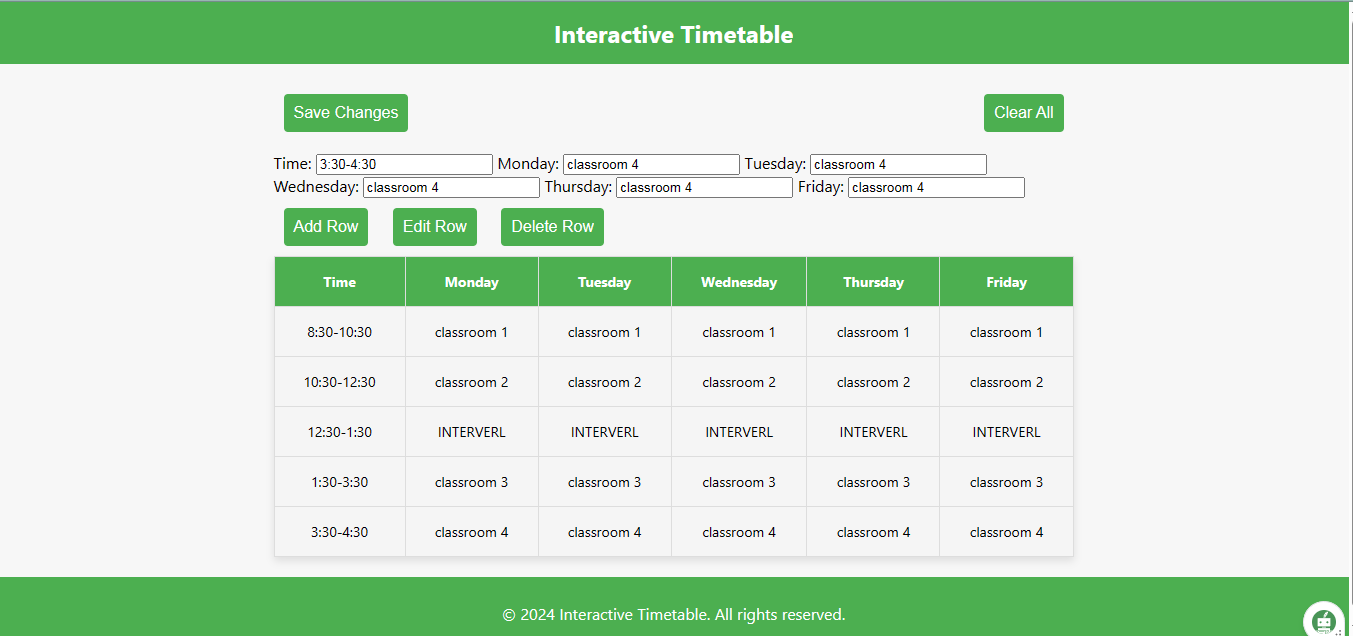 Interactive Timetable
Save Changes Clear All
Time: 3:30-4:30 Monday: classroom 4 Tuesday: classroom 4
Wednesday: classroom 4 Thursday: classroom 4 Friday: classroom 4
Add Row Edit Row Delete Row
Time Monday Tuesday Wednesday Thursday Friday
8:30-10:30 classroom 1 classroom 1 classroom 1 classroom 1 classroom 1
10:30-12:30 classroom 2 classroom 2 classroom 2 classroom 2 classroom 2
12:30-1:30 INTERVERL INTERVERL INTERVERL INTERVERL INTERVERL
1:30-3:30 classroom 3 classroom 3 classroom 3 classroom 3 classroom 3
3:30-4:30 classroom 4 classroom 4 classroom 4 classroom 4 classroom 4
© 2024 Interactive Timetable. All rights reserved.